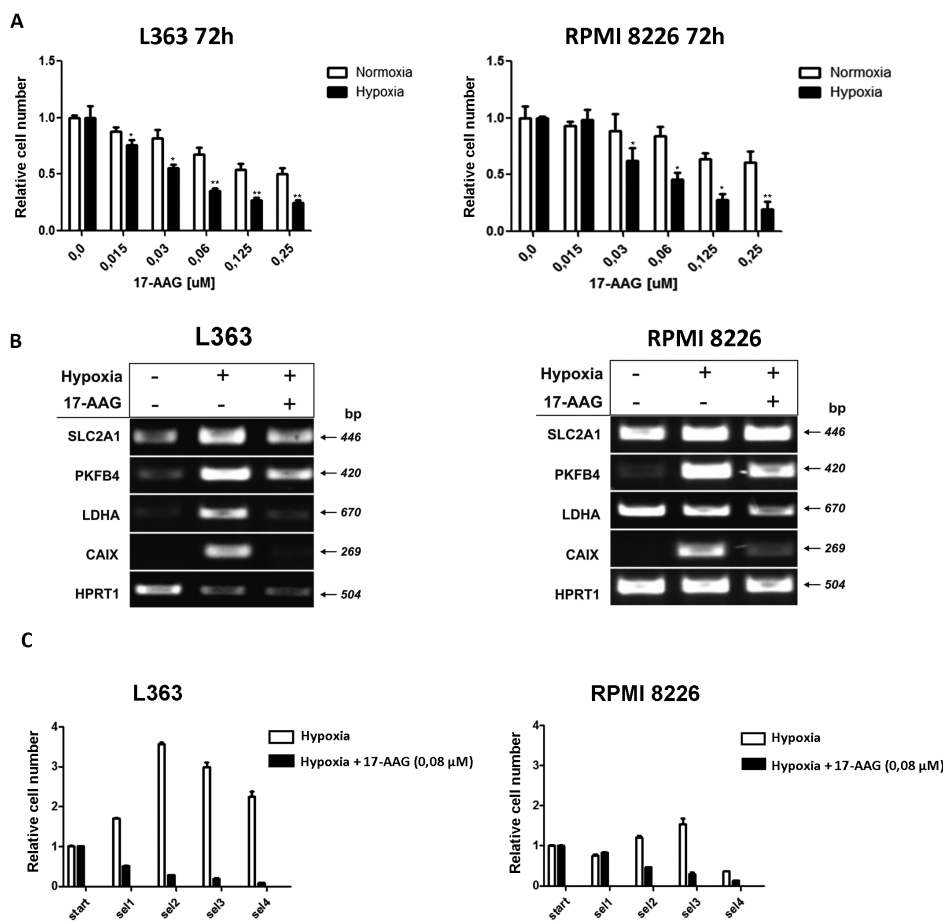 A
L363 72h
Relative cell number
1.5
1.0
0.5
0.0
* * ** ** **
0,0 0,015 0,03 0,06 0,125 0,25
17-AAG [uM]
Normoxia
Hypoxia
RPMI 8226 72h
Relative cell number
1.5
1.0
0.5
0.0
* * * **
0,0 0,015 0,03 0,06 0,125 0,25
17-AAG [uM]
Normoxia
Hypoxia
B
L363
Hypoxia - + +
17-AAG - - +
bp
SLC2A1 ← 446
PKFB4 ← 420
LDHA ← 670
CAIX ← 269
HPRT1 ← 504
RPMI 8226
Hypoxia - + +
17-AAG - - +
bp
SLC2A1 ← 446
PKFB4 ← 420
LDHA ← 670
CAIX ← 269
HPRT1 ← 504
C
L363
Relative cell number
4
3
2
1
0
start sel1 sel2 sel3 sel4
Hypoxia
Hypoxia + 17-AAG (0,08 µM)
RPMI 8226
Relative cell number
4
3
2
1
0
start sel1 sel2 sel3 sel4
Hypoxia
Hypoxia + 17-AAG (0,08 µM)